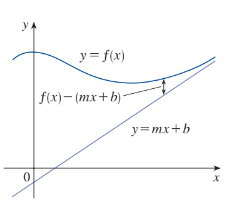 y
y = f(x)
f(x) − (mx + b)
y = mx + b
0
x